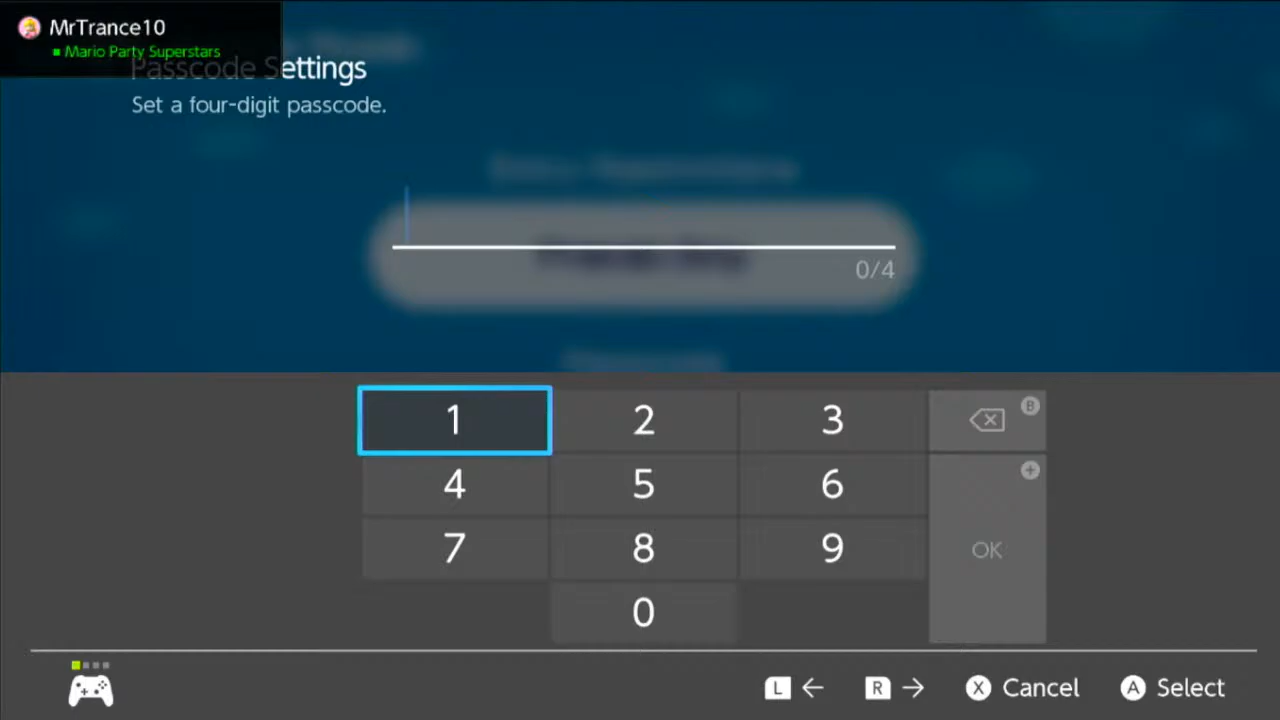 MrTrance10
Mario Party Superstars
Passcode Settings
Set a four-digit passcode.
0/4
1 2 3 B
4 5 6 +
7 8 9 OK
0
L ← R → X Cancel A Select